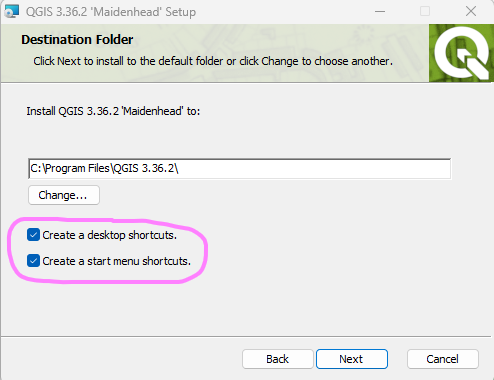 QGIS 3.36.2 'Maidenhead' Setup
Destination Folder
Click Next to install to the default folder or click Change to choose another.
Install QGIS 3.36.2 'Maidenhead' to:
C:\Program Files\QGIS 3.36.2\
Change...
Create a desktop shortcuts.
Create a start menu shortcuts.
Back Next Cancel